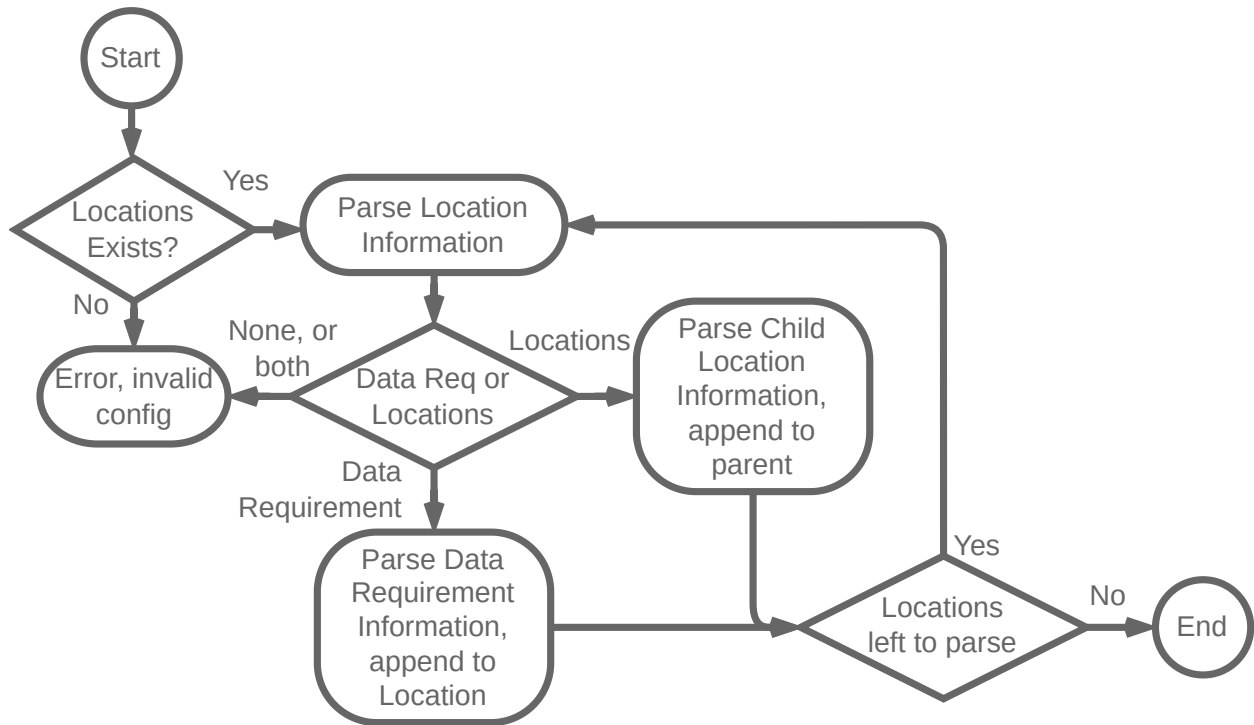 Start
Yes
Locations
Exists?
Parse Location
Information
No
None, or
both
Locations
Parse Child
Location
Information,
append to
parent
Error, invalid
config
Data Req or
Locations
Data
Requirement
Parse Data
Requirement
Information,
append to
Location
Yes
Locations
left to parse
No
End